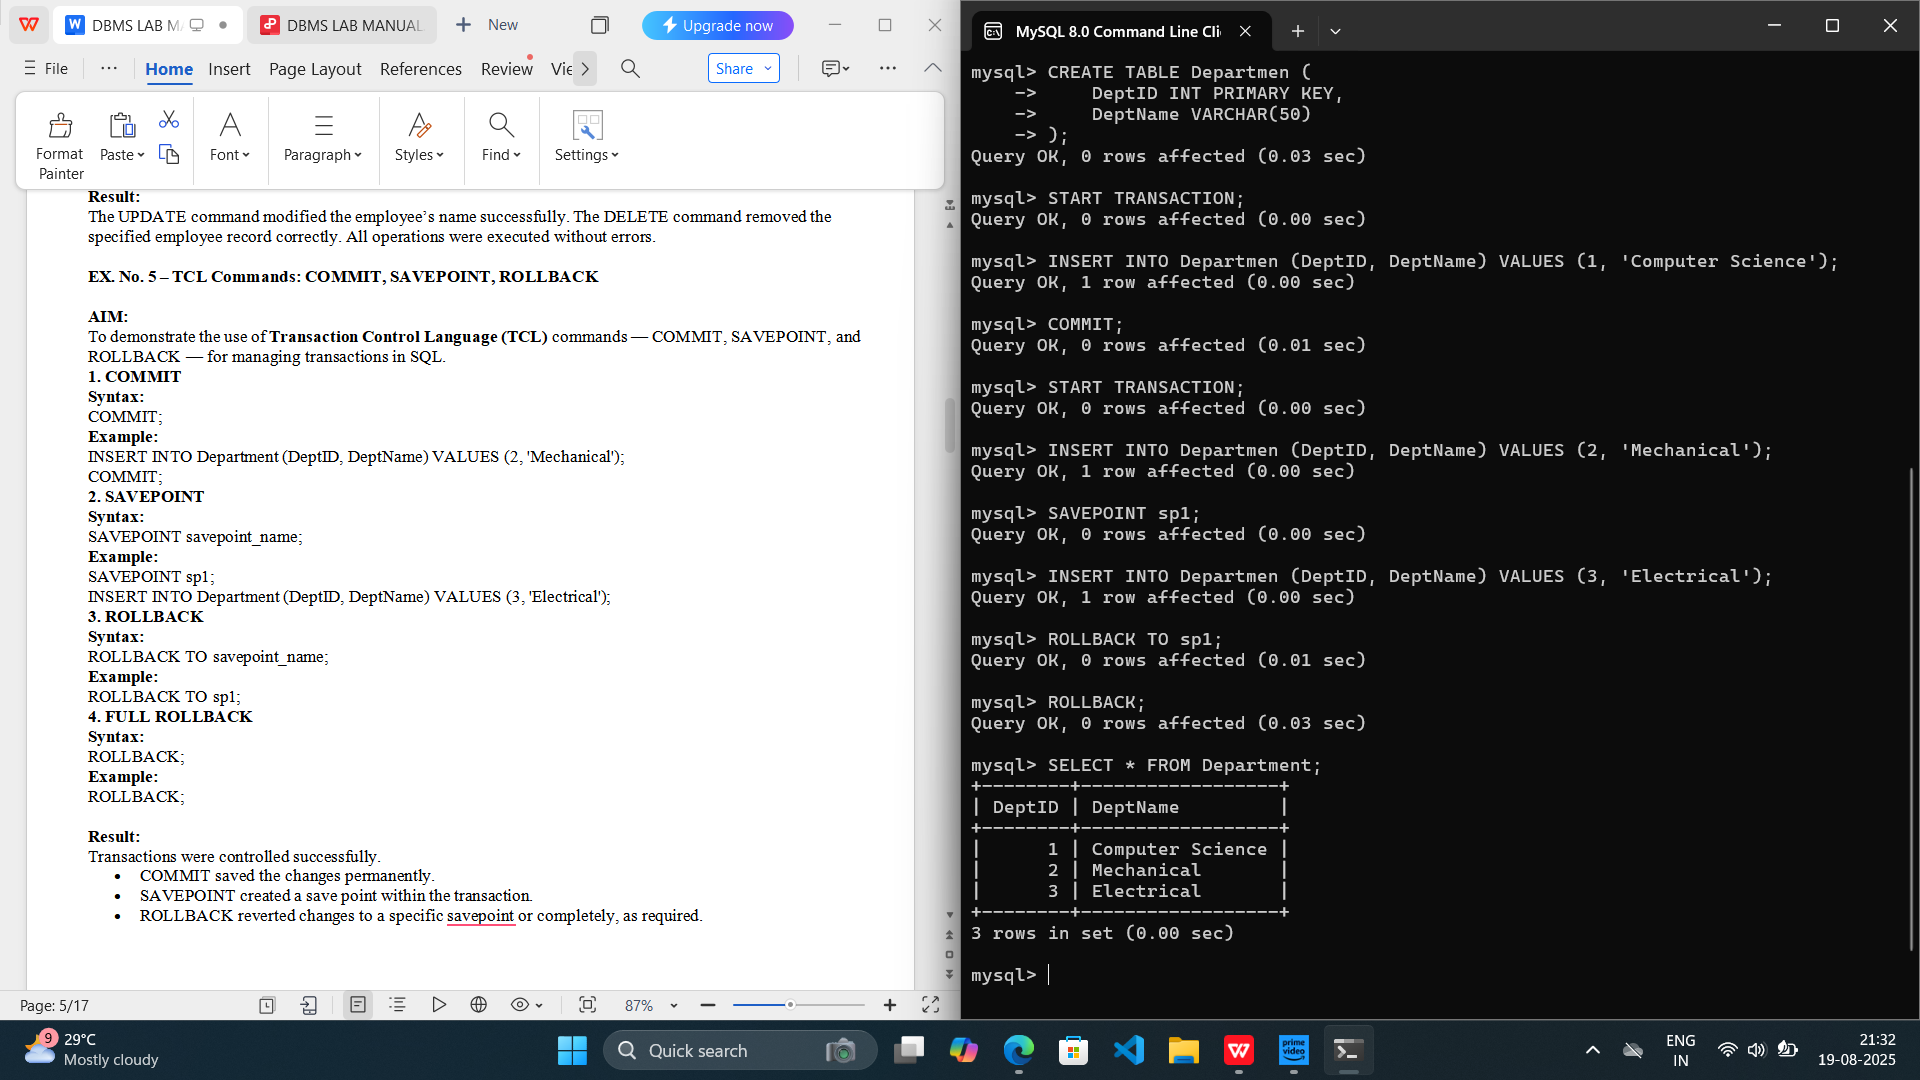 DBMS LAB M
DBMS LAB MANUAL
New
Upgrade now
File
Home
Insert
Page Layout
References
Review
Vie
Share
Format Painter
Paste
Font
Paragraph
Styles
Find
Settings
Result:
The UPDATE command modified the employee’s name successfully. The DELETE command removed the
specified employee record correctly. All operations were executed without errors.
EX. No. 5 – TCL Commands: COMMIT, SAVEPOINT, ROLLBACK
AIM:
To demonstrate the use of Transaction Control Language (TCL) commands — COMMIT, SAVEPOINT, and
ROLLBACK — for managing transactions in SQL.
1. COMMIT
Syntax:
COMMIT;
Example:
INSERT INTO Department (DeptID, DeptName) VALUES (2, 'Mechanical');
COMMIT;
2. SAVEPOINT
Syntax:
SAVEPOINT savepoint_name;
Example:
SAVEPOINT sp1;
INSERT INTO Department (DeptID, DeptName) VALUES (3, 'Electrical');
3. ROLLBACK
Syntax:
ROLLBACK TO savepoint_name;
Example:
ROLLBACK TO sp1;
4. FULL ROLLBACK
Syntax:
ROLLBACK;
Example:
ROLLBACK;
Result:
Transactions were controlled successfully.
• COMMIT saved the changes permanently.
• SAVEPOINT created a save point within the transaction.
• ROLLBACK reverted changes to a specific savepoint or completely, as required.
Page: 5/17
87%
MySQL 8.0 Command Line Cli
mysql> CREATE TABLE Departmen (
    ->     DeptID INT PRIMARY KEY,
    ->     DeptName VARCHAR(50)
    -> );
Query OK, 0 rows affected (0.03 sec)
mysql> START TRANSACTION;
Query OK, 0 rows affected (0.00 sec)
mysql> INSERT INTO Departmen (DeptID, DeptName) VALUES (1, 'Computer Science');
Query OK, 1 row affected (0.00 sec)
mysql> COMMIT;
Query OK, 0 rows affected (0.01 sec)
mysql> START TRANSACTION;
Query OK, 0 rows affected (0.00 sec)
mysql> INSERT INTO Departmen (DeptID, DeptName) VALUES (2, 'Mechanical');
Query OK, 1 row affected (0.00 sec)
mysql> SAVEPOINT sp1;
Query OK, 0 rows affected (0.00 sec)
mysql> INSERT INTO Departmen (DeptID, DeptName) VALUES (3, 'Electrical');
Query OK, 1 row affected (0.00 sec)
mysql> ROLLBACK TO sp1;
Query OK, 0 rows affected (0.01 sec)
mysql> ROLLBACK;
Query OK, 0 rows affected (0.03 sec)
mysql> SELECT * FROM Department;
+--------+------------------+
| DeptID | DeptName         |
+--------+------------------+
|      1 | Computer Science |
|      2 | Mechanical       |
|      3 | Electrical       |
+--------+------------------+
3 rows in set (0.00 sec)
mysql>
9
29°C
Mostly cloudy
Quick search
prime video
ENG
IN
21:32
19-08-2025